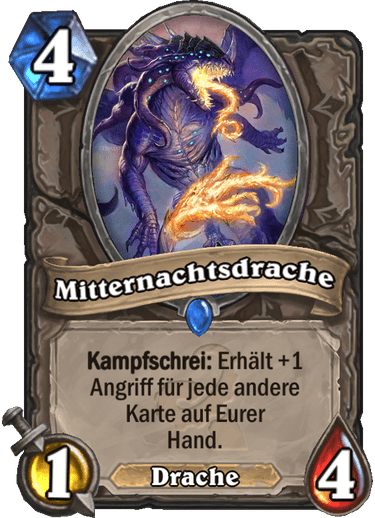 4
Mitternachtsdrache
Kampfschrei: Erhält +1
Angriff für jede andere
Karte auf Eurer
Hand.
1
Drache
4